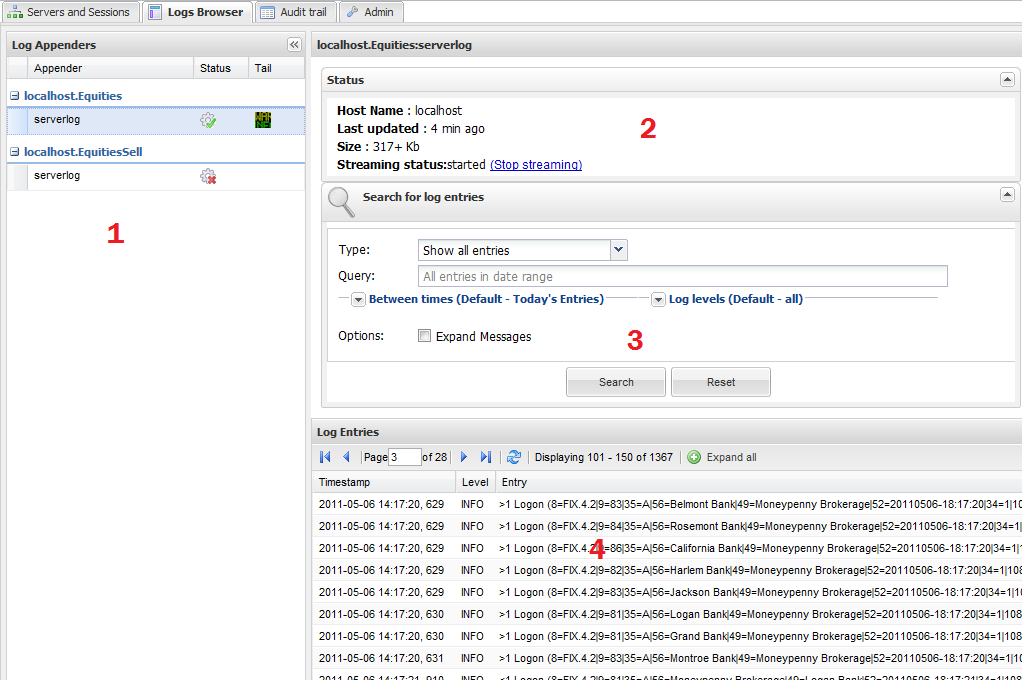 Servers and Sessions Logs Browser Audit trail Admin
Log Appenders
Appender Status Tail
localhost.Equities
serverlog
localhost.EquitiesSell
serverlog
1
localhost.Equities:serverlog
Status
Host Name : localhost
Last updated : 4 min ago
Size : 317+ Kb
Streaming status:started (Stop streaming)
2
Search for log entries
Type: Show all entries
Query: All entries in date range
Between times (Default - Today's Entries) Log levels (Default - all)
Options: Expand Messages
3
Search Reset
Log Entries
Page 3 of 28 Displaying 101 - 150 of 1367 Expand all
Timestamp Level Entry
2011-05-06 14:17:20, 629 INFO >1 Logon (8=FIX.4.2|9=83|35=A|56=Belmont Bank|49=Moneypenny Brokerage|52=20110506-18:17:20|34=1|10
2011-05-06 14:17:20, 629 INFO >1 Logon (8=FIX.4.2|9=84|35=A|56=Rosemont Bank|49=Moneypenny Brokerage|52=20110506-18:17:20|34=1|
2011-05-06 14:17:20, 629 INFO >1 Logon (8=FIX.4.2|9=86|35=A|56=California Bank|49=Moneypenny Brokerage|52=20110506-18:17:20|34=1|
4
2011-05-06 14:17:20, 629 INFO >1 Logon (8=FIX.4.2|9=82|35=A|56=Harlem Bank|49=Moneypenny Brokerage|52=20110506-18:17:20|34=1|108
2011-05-06 14:17:20, 629 INFO >1 Logon (8=FIX.4.2|9=83|35=A|56=Jackson Bank|49=Moneypenny Brokerage|52=20110506-18:17:20|34=1|10
2011-05-06 14:17:20, 630 INFO >1 Logon (8=FIX.4.2|9=81|35=A|56=Logan Bank|49=Moneypenny Brokerage|52=20110506-18:17:20|34=1|108
2011-05-06 14:17:20, 630 INFO >1 Logon (8=FIX.4.2|9=81|35=A|56=Grand Bank|49=Moneypenny Brokerage|52=20110506-18:17:20|34=1|108
2011-05-06 14:17:20, 631 INFO >1 Logon (8=FIX.4.2|9=83|35=A|56=Montroe Bank|49=Moneypenny Brokerage|52=20110506-18:17:20|34=1|10